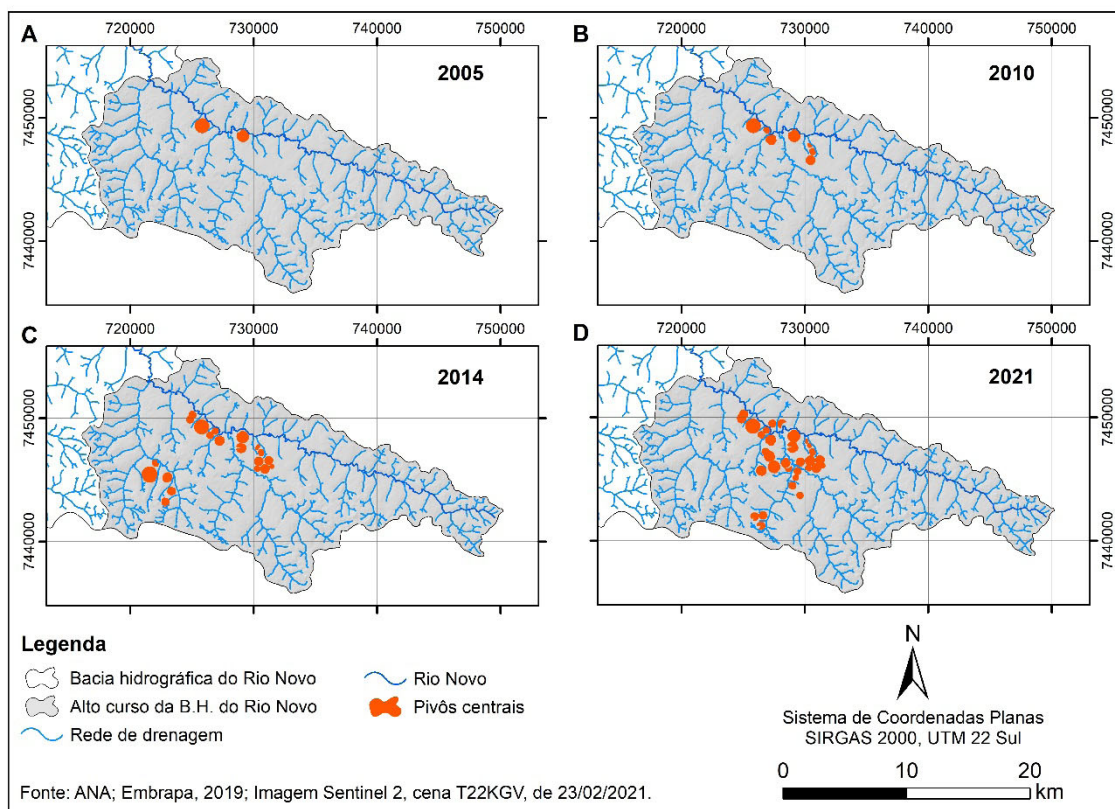 A
720000
730000
740000
750000
2005
7450000
7440000
B
720000
730000
740000
750000
2010
7450000
7440000
C
720000
730000
740000
750000
2014
7450000
7440000
D
720000
730000
740000
750000
2021
7450000
7440000
Legenda
Bacia hidrográfica do Rio Novo
Alto curso da B.H. do Rio Novo
Rede de drenagem
Rio Novo
Pivôs centrais
N
Sistema de Coordenadas Planas
SIRGAS 2000, UTM 22 Sul
0 10 20
km
Fonte: ANA; Embrapa, 2019; Imagem Sentinel 2, cena T22KGV, de 23/02/2021.